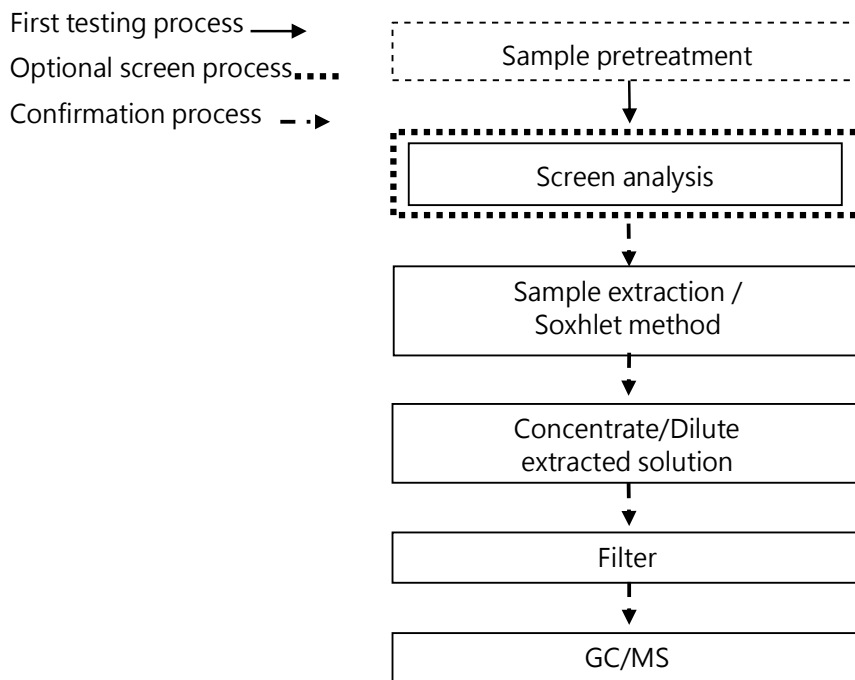 First testing process
Optional screen process
Confirmation process
Sample pretreatment
Screen analysis
Sample extraction /
Soxhlet method
Concentrate/Dilute
extracted solution
Filter
GC/MS